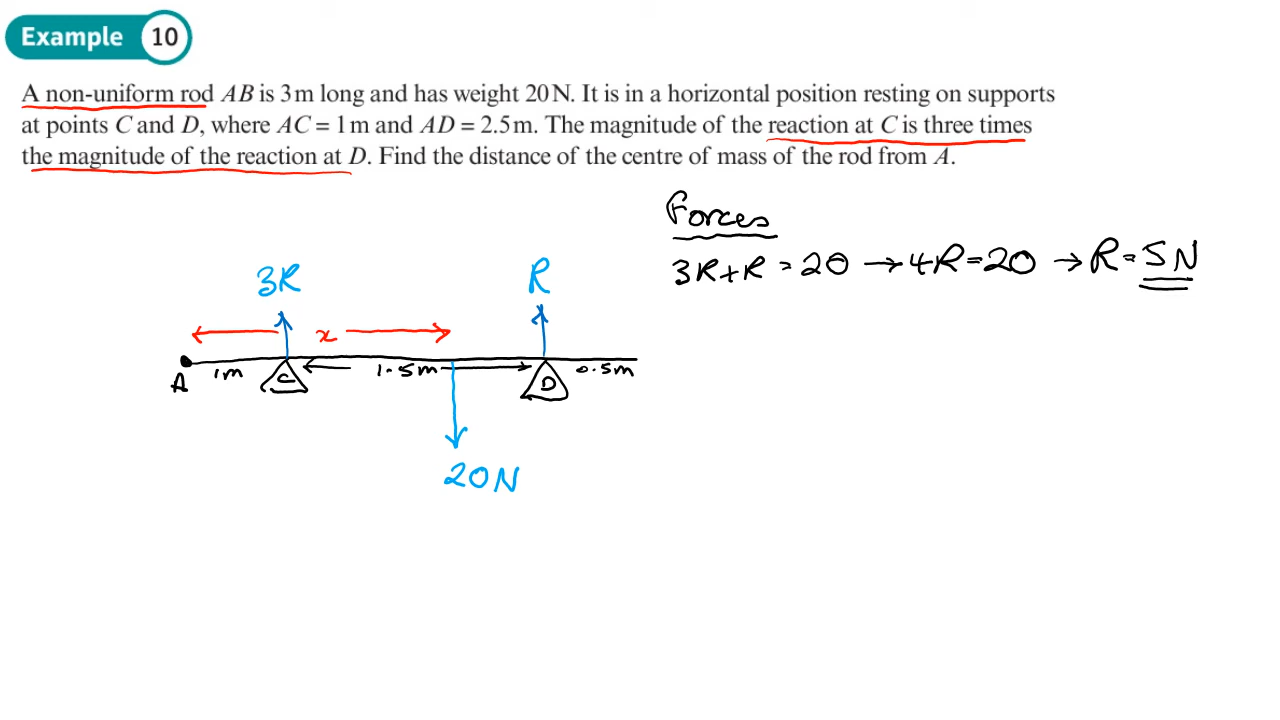 Example 10
A non-uniform rod AB is 3 m long and has weight 20 N. It is in a horizontal position resting on supports
at points C and D, where AC = 1 m and AD = 2.5 m. The magnitude of the reaction at C is three times
the magnitude of the reaction at D. Find the distance of the centre of mass of the rod from A.
Forces
3R+R = 20 → 4R = 20 → R = 5N
3R R
x
A 1m C 1.5m D 0.5m
20N